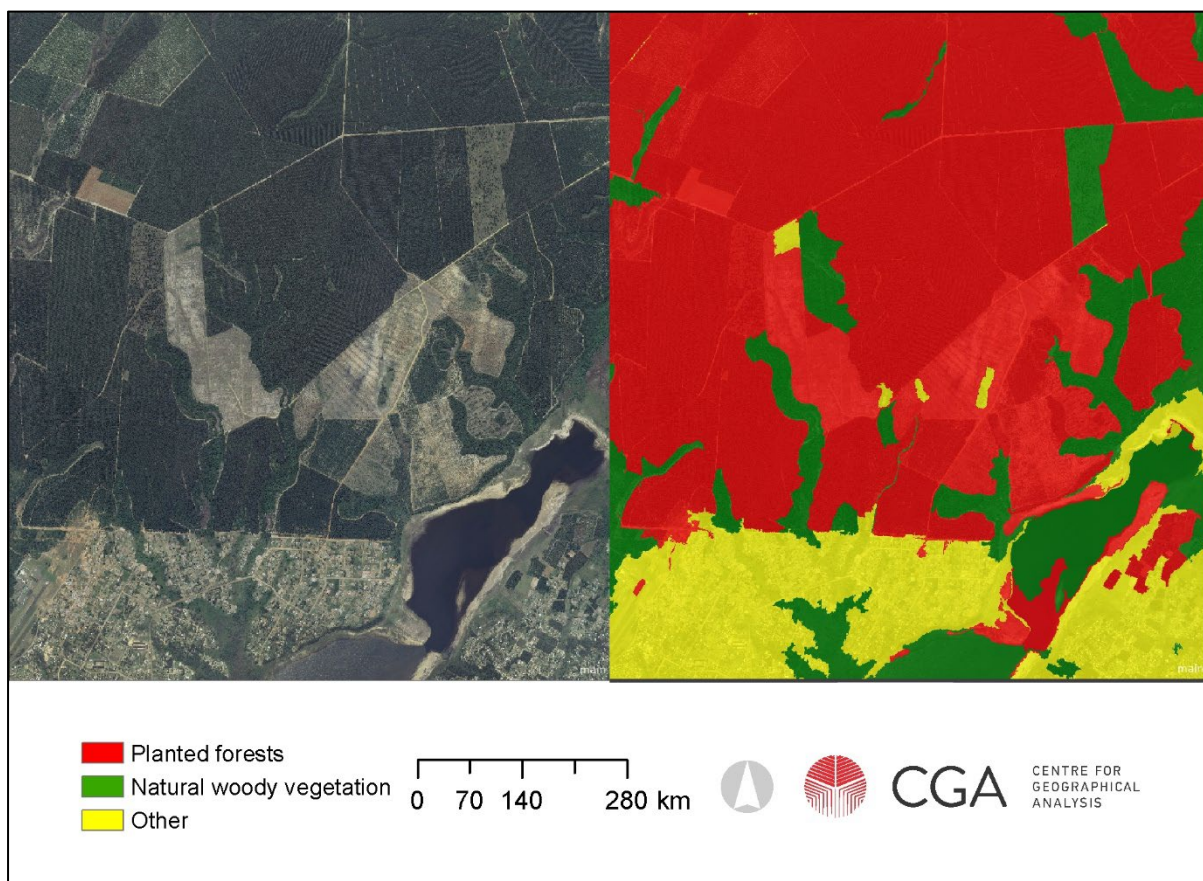 Planted forests
Natural woody vegetation
Other
0 70 140 280 km
CGA
CENTRE FOR
GEOGRAPHICAL
ANALYSIS